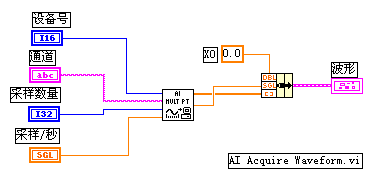 设备号
I16
通道
abc
采样数量
I32
采样/秒
SGL
AI
MULT PT
X0
0.0
DBL
SGL
波形
AI Acquire Waveform.vi